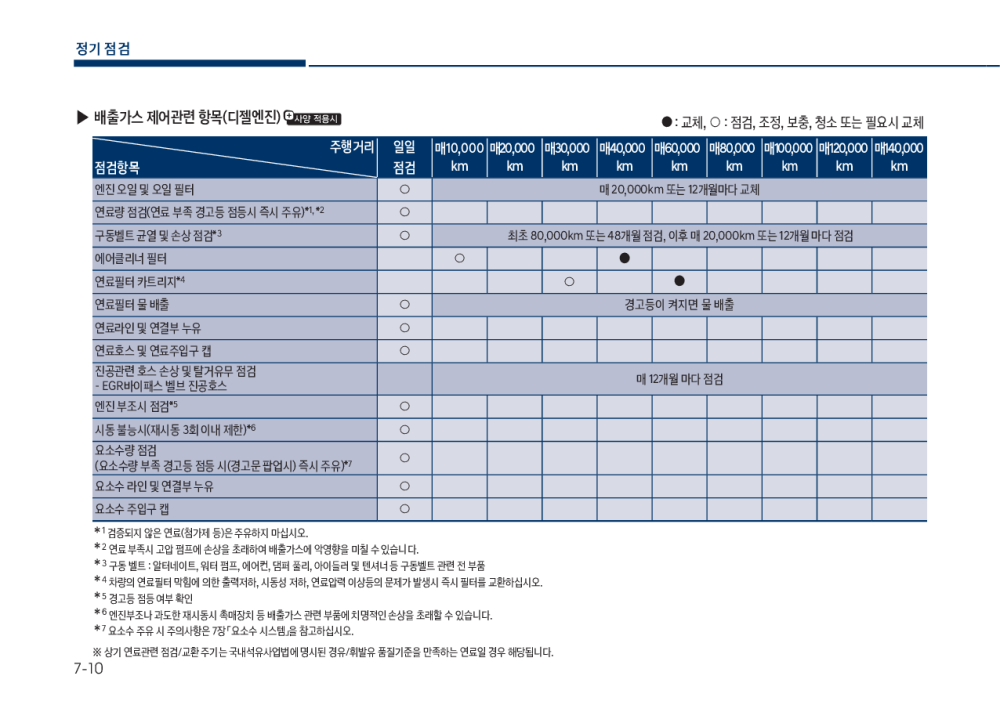 정기 점검
▶ 배출가스 제어관련 항목(디젤엔진) 사양 적용시
● : 교체, ○ : 점검, 조정, 보충, 청소 또는 필요시 교체
주행거리 일일 매10,000 매20,000 매30,000 매40,000 매60,000 매80,000 매100,000 매120,000 매140,000
점검항목 점검 km km km km km km km km km
엔진 오일 및 오일 필터 ○ 매 20,000km 또는 12개월마다 교체
연료량 점검(연료 부족 경고등 점등시 즉시 주유)*1, *2 ○
구동벨트 균열 및 손상 점검*3 ○ 최초 80,000km 또는 48개월 점검, 이후 매 20,000km 또는 12개월 마다 점검
에어클리너 필터 ○ ●
연료필터 카트리지*4 ○ ●
연료필터 물 배출 ○ 경고등이 켜지면 물 배출
연료라인 및 연결부 누유 ○
연료호스 및 연료주입구 캡 ○
진공관련 호스 손상 및 탈거유무 점검
- EGR바이패스 벨브 진공호스 매 12개월 마다 점검
엔진 부조시 점검*5 ○
시동 불능시(재시동 3회 이내 제한)*6 ○
요소수량 점검
(요소수량 부족 경고등 점등 시(경고문 팝업시) 즉시 주유)*7 ○
요소수 라인 및 연결부 누유 ○
요소수 주입구 캡 ○
*1 검증되지 않은 연료(첨가제 등)은 주유하지 마십시오.
*2 연료 부족시 고압 펌프에 손상을 초래하여 배출가스에 악영향을 미칠 수 있습니다.
*3 구동 벨트 : 알터네이트, 워터 펌프, 에어컨, 댐퍼 풀리, 아이들러 및 텐셔너 등 구동벨트 관련 전 부품
*4 차량의 연료필터 막힘에 의한 출력저하, 시동성 저하, 연료압력 이상등의 문제가 발생시 즉시 필터를 교환하십시오.
*5 경고등 점등 여부 확인
*6 엔진부조나 과도한 재시동시 촉매장치 등 배출가스 관련 부품에 치명적인 손상을 초래할 수 있습니다.
*7 요소수 주유 시 주의사항은 7장 「요소수 시스템」을 참고하십시오.
※ 상기 연료관련 점검/교환 주기는 국내석유사업법에 명시된 경유/휘발유 품질기준을 만족하는 연료일 경우 해당됩니다.
7-10